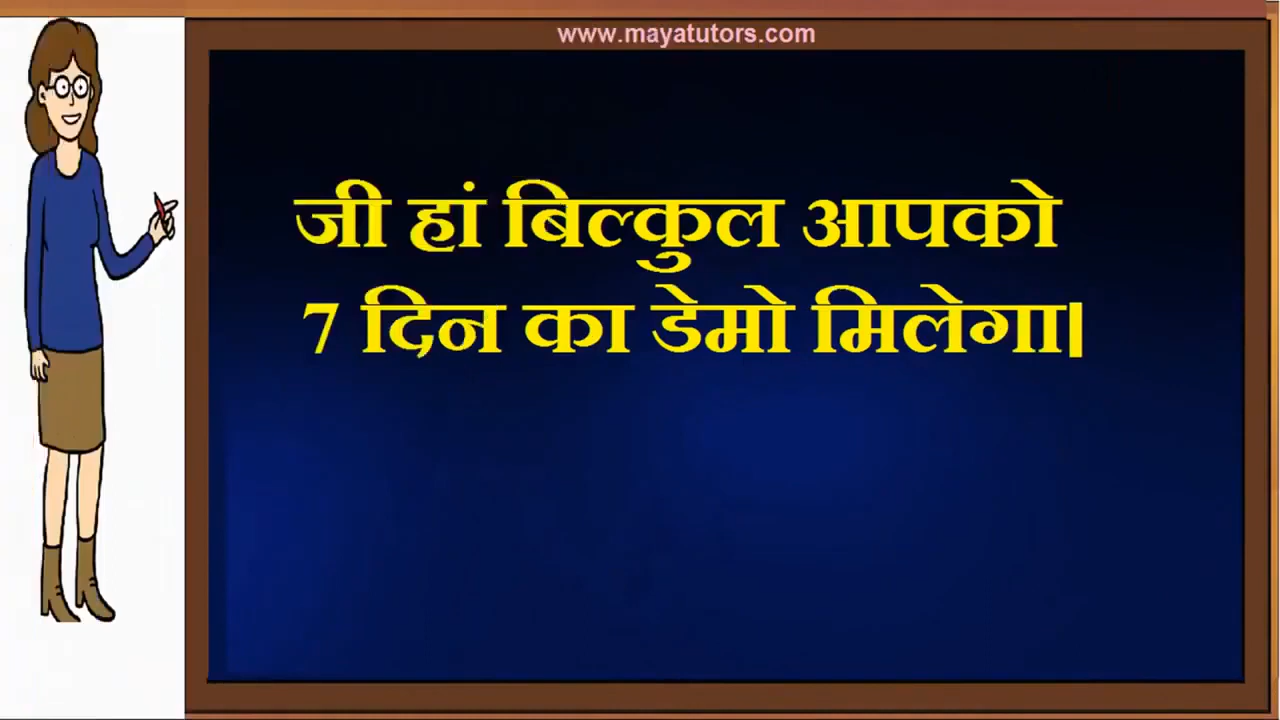 www.mayatutors.com
जी हां बिल्कुल आपको
7 दिन का डेमो मिलेगा।